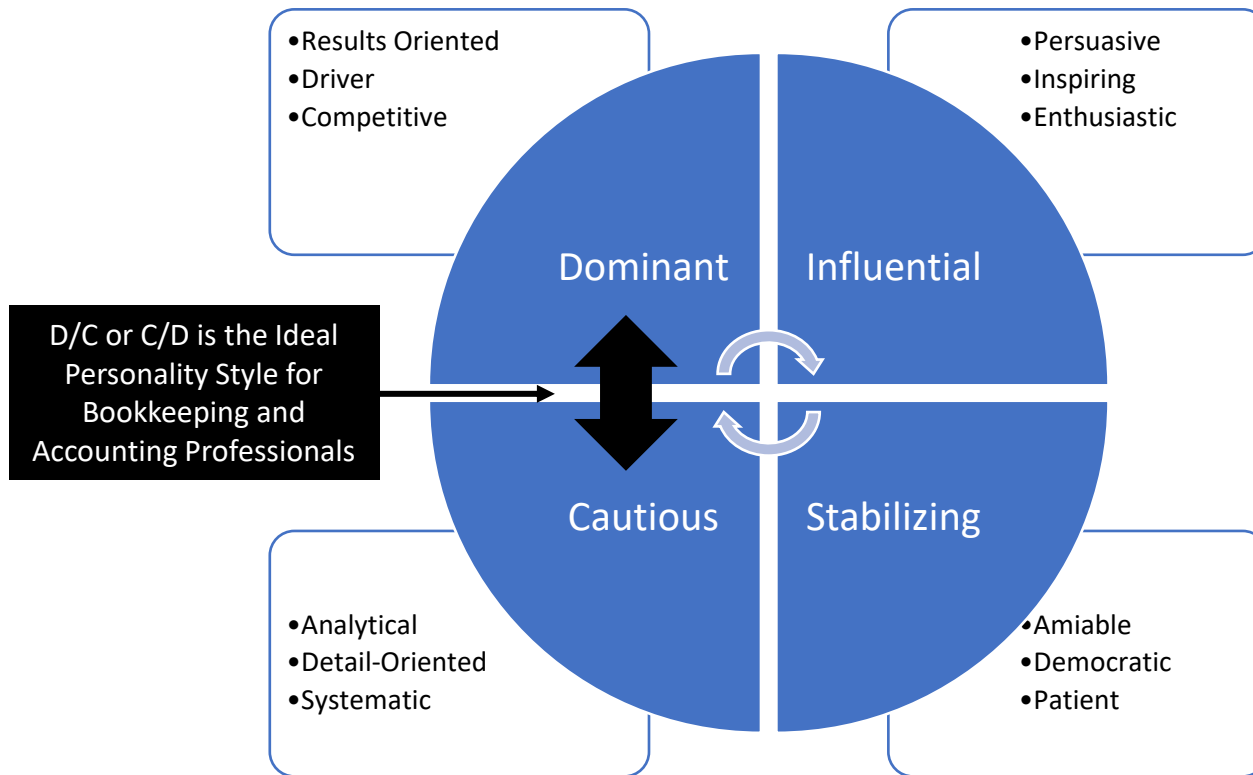 •Results Oriented
•Driver
•Competitive
•Persuasive
•Inspiring
•Enthusiastic
Dominant
Influential
D/C or C/D is the Ideal
Personality Style for
Bookkeeping and
Accounting Professionals
Cautious
Stabilizing
•Analytical
•Detail-Oriented
•Systematic
•Amiable
•Democratic
•Patient